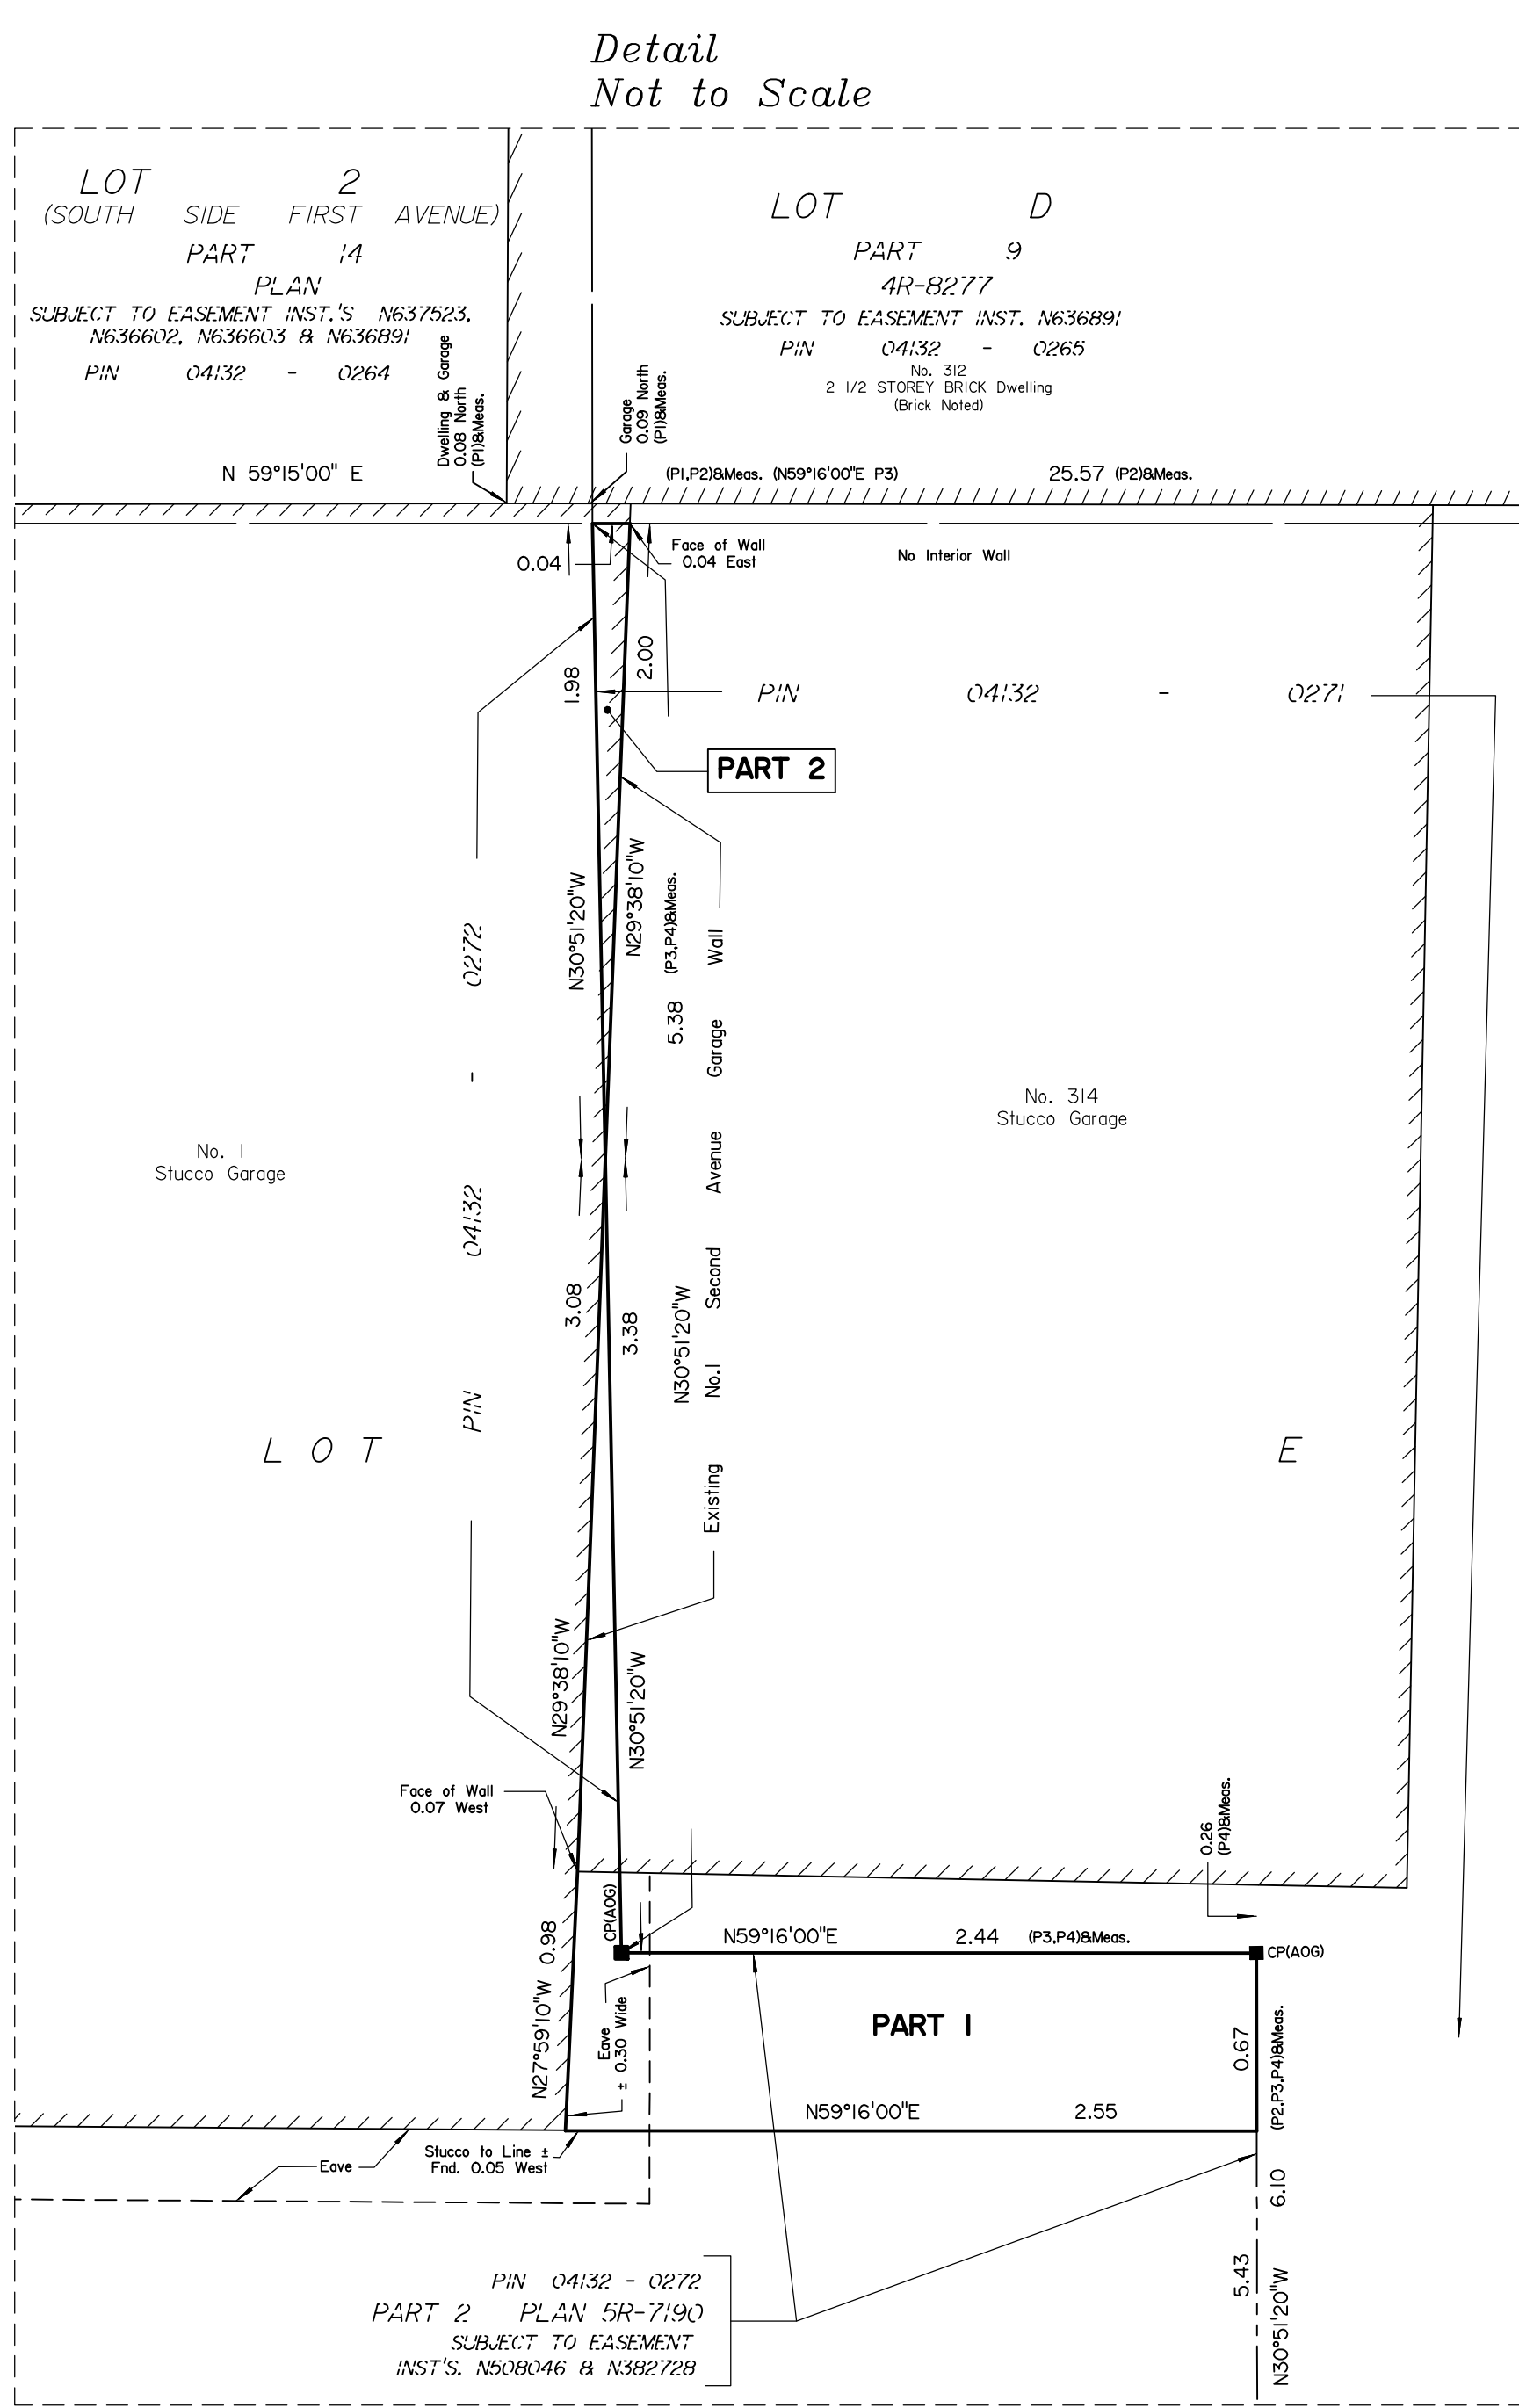 Detail
Not to Scale
LOT 2
(SOUTH SIDE FIRST AVENUE)
PART 14
PLAN
SUBJECT TO EASEMENT INST.'S N637523,
N636602, N636603 & N636891
PIN 04132 - 0264
Dwelling & Garage
0.08 North
(P1)&Meas.
LOT D
PART 9
4R-8277
SUBJECT TO EASEMENT INST. N636891
PIN 04132 - 0265
No. 312
2 1/2 STOREY BRICK Dwelling
(Brick Noted)
Garage
0.09 North
(P1)&Meas.
N 59°15'00" E
(P1,P2)&Meas. (N59°16'00"E P3)
25.57 (P2)&Meas.
0.04
Face of Wall
0.04 East
No Interior Wall
1.98
2.00
PIN 04132 - 0271
PART 2
N30°51'20"W
N29°38'10"W
5.38 (P3,P4)&Meas.
N30°51'20"W
Existing No.1 Second Avenue Garage Wall
PIN 04132 - 0272
No. 1
Stucco Garage
No. 314
Stucco Garage
3.08
3.38
LOT E
N29°38'10"W
N30°51'20"W
Face of Wall
0.07 West
0.26
(P4)&Meas.
CP(AOG)
N59°16'00"E 2.44 (P3,P4)&Meas.
CP(AOG)
N27°59'10"W 0.98
Eave
± 0.30 Wide
PART 1
0.67
(P2,P3,P4)&Meas.
N59°16'00"E 2.55
Stucco to Line ±
Fnd. 0.05 West
Eave
6.10
5.43
N30°51'20"W
PIN 04132 - 0272
PART 2 PLAN 5R-7190
SUBJECT TO EASEMENT
INST'S. N508046 & N382728